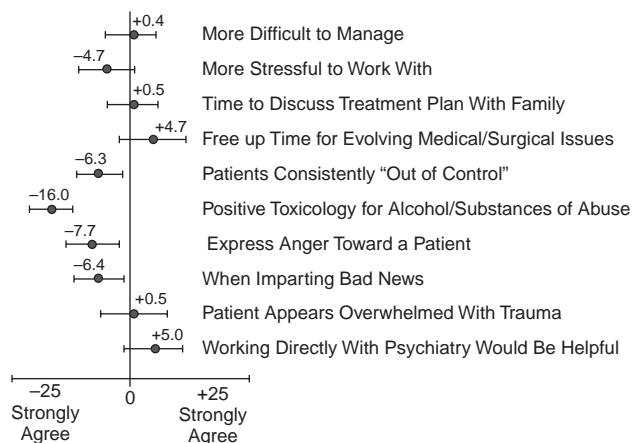 +0.4
More Difficult to Manage
–4.7
More Stressful to Work With
+0.5
Time to Discuss Treatment Plan With Family
+4.7
Free up Time for Evolving Medical/Surgical Issues
–6.3
Patients Consistently “Out of Control”
–16.0
Positive Toxicology for Alcohol/Substances of Abuse
–7.7
Express Anger Toward a Patient
–6.4
When Imparting Bad News
+0.5
Patient Appears Overwhelmed With Trauma
+5.0
Working Directly With Psychiatry Would Be Helpful
–25 0 +25
Strongly Strongly
Agree Agree